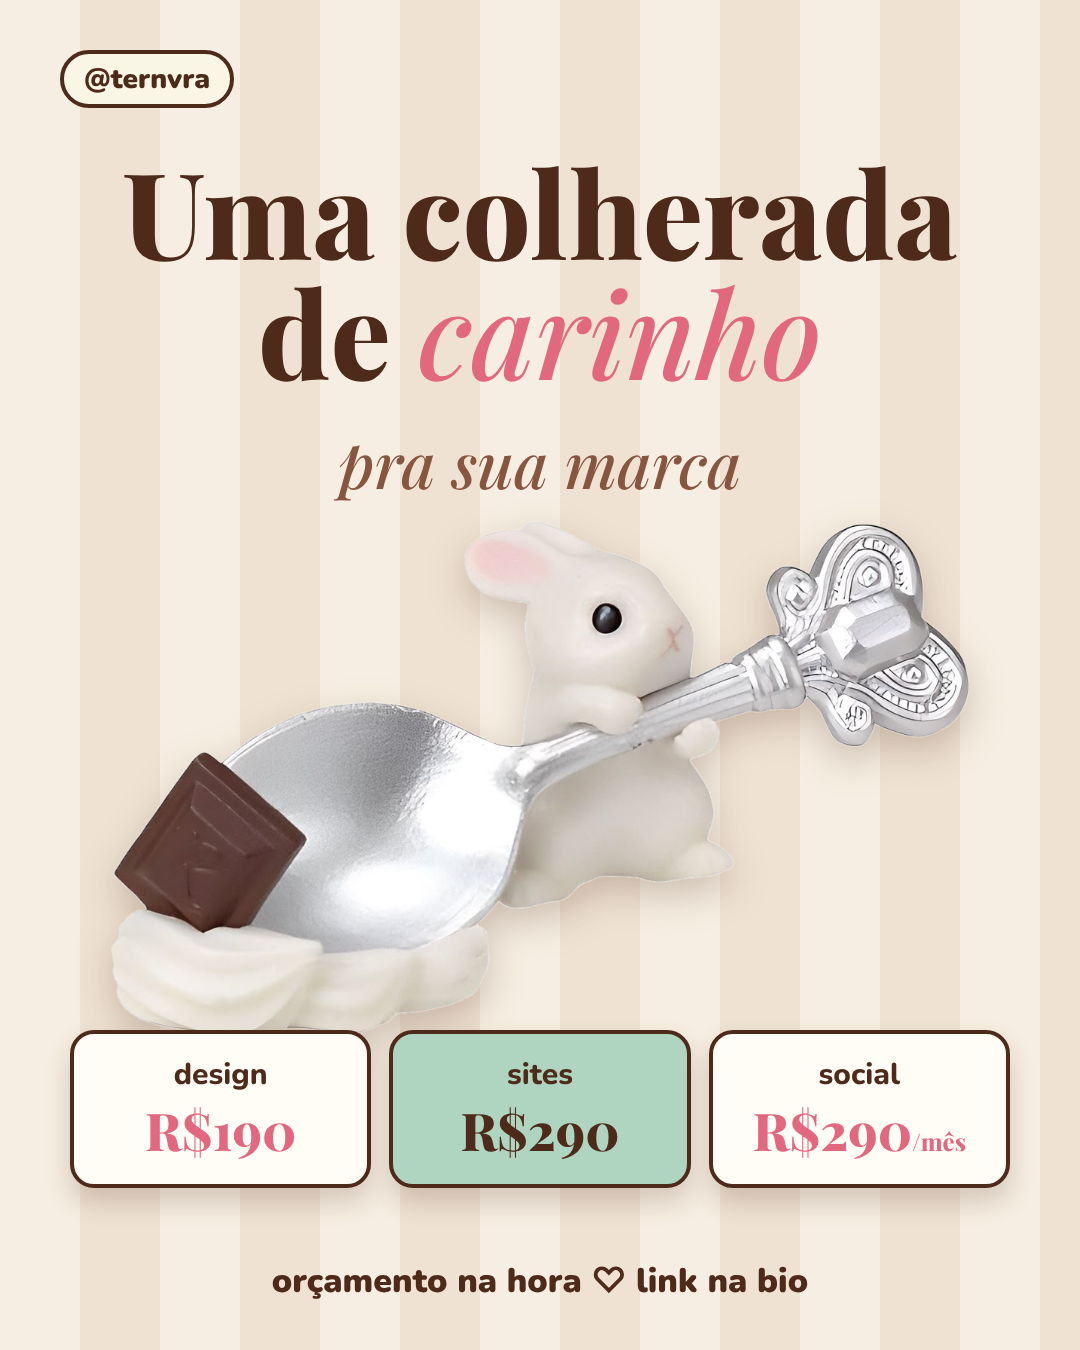 @ternvra
Uma colherada
de carinho
pra sua marca
design
R$190
sites
R$290
social
R$290/mês
orçamento na hora ♡ link na bio